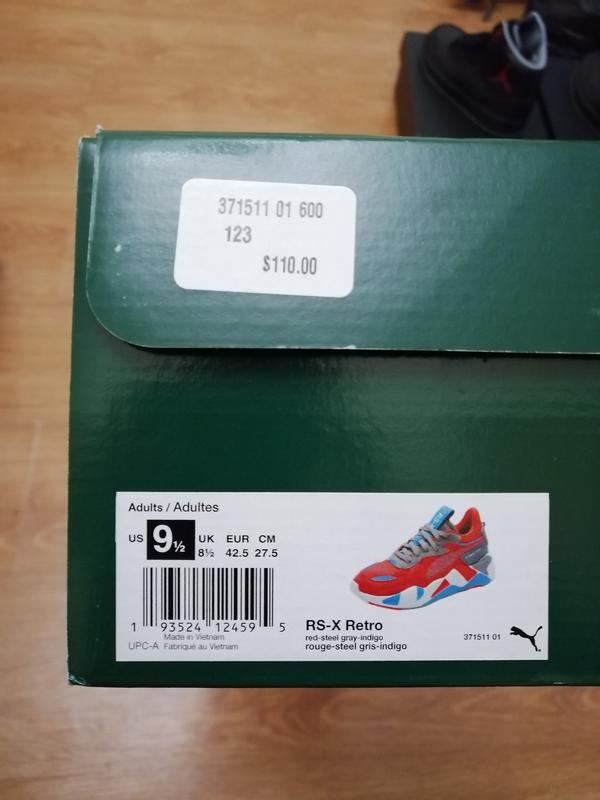 371511 01 600
123
$110.00
Adults / Adultes
US 9½ UK EUR CM
8½ 42.5 27.5
1 93524 12459 5
Made in Vietnam
UPC-A Fabriqué au Vietnam
RS-X Retro
red-steel gray-indigo
rouge-steel gris-indigo
371511 01